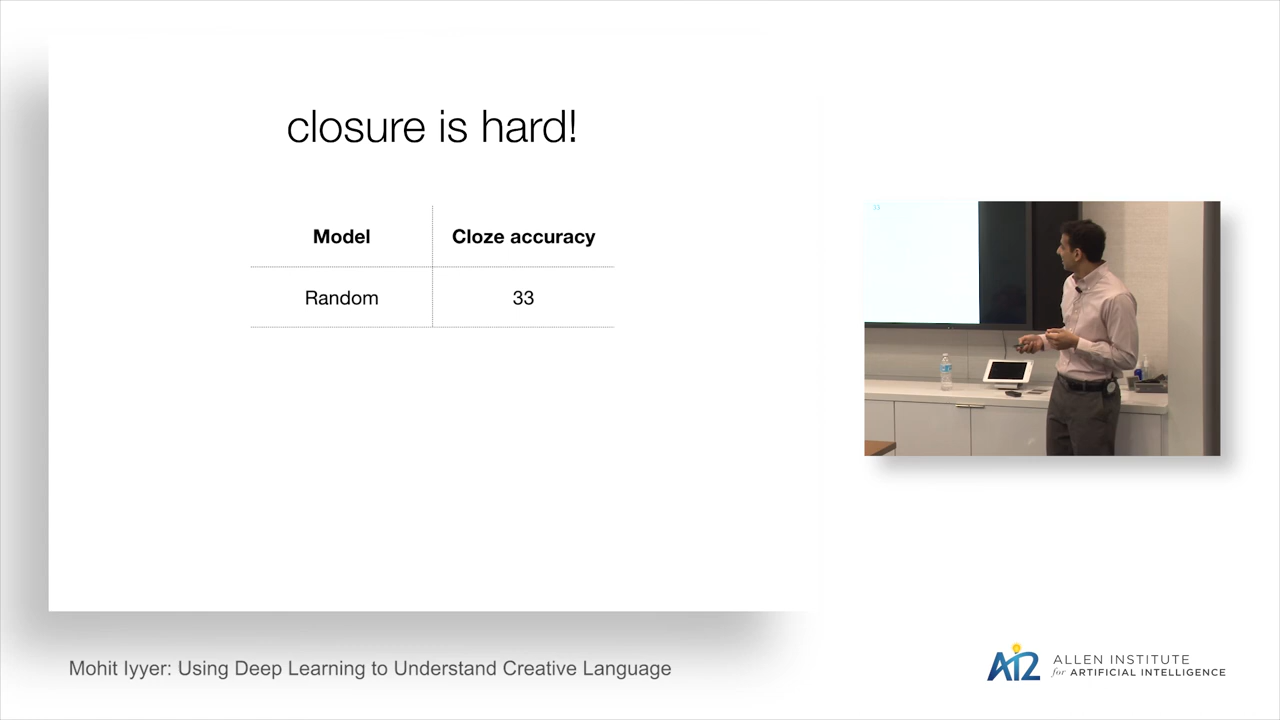 closure is hard!
Model Cloze accuracy
Random 33
33
Mohit Iyyer: Using Deep Learning to Understand Creative Language
AI2 ALLEN INSTITUTE
for ARTIFICIAL INTELLIGENCE